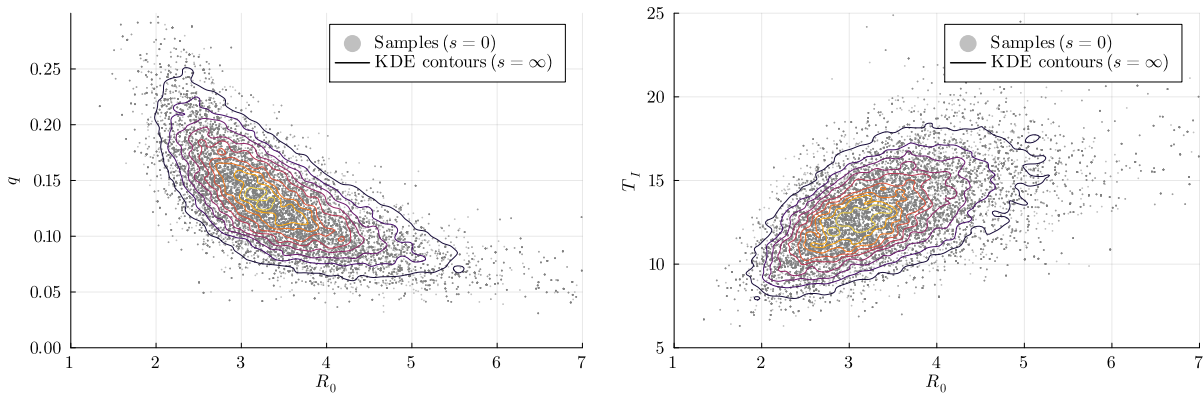 Samples (s = 0)
KDE contours (s = ∞)
0.25
0.20
0.15
0.10
0.05
0.00
q
1 2 3 4 5 6 7
R₀
Samples (s = 0)
KDE contours (s = ∞)
25
20
15
10
5
T_I
1 2 3 4 5 6 7
R₀